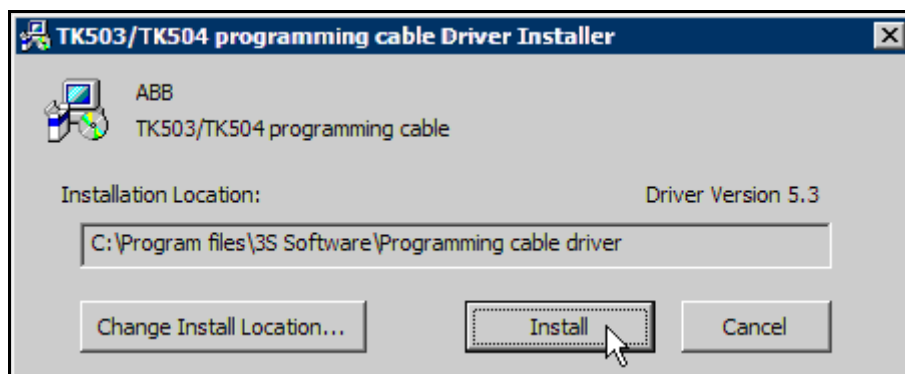 TK503/TK504 programming cable Driver Installer
ABB
TK503/TK504 programming cable
Installation Location:
Driver Version 5.3
C:\Program files\3S Software\Programming cable driver
Change Install Location...
Install
Cancel